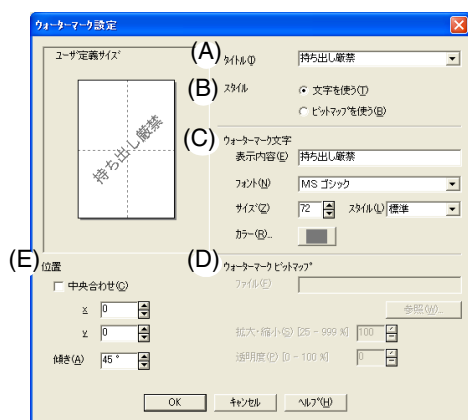 ウォーターマーク設定
ユーザ定義サイズ
持ち出し厳禁
(A) タイトル(I) 持ち出し厳禁
(B) スタイル 文字を使う(T)
ビットマップを使う(B)
(C) ウォーターマーク文字
表示内容(E) 持ち出し厳禁
フォント(N) MS ゴシック
サイズ(Z) 72 スタイル(L) 標準
カラー(R)...
(E) 位置
中央合わせ(C)
x 0
y 0
傾き(A) 45 °
(D) ウォーターマーク ビットマップ
ファイル(F)
参照(W)...
拡大・縮小(S) [25 - 999 %] 100
透明度(P) [0 - 100 %] 0
OK キャンセル ヘルプ(H)